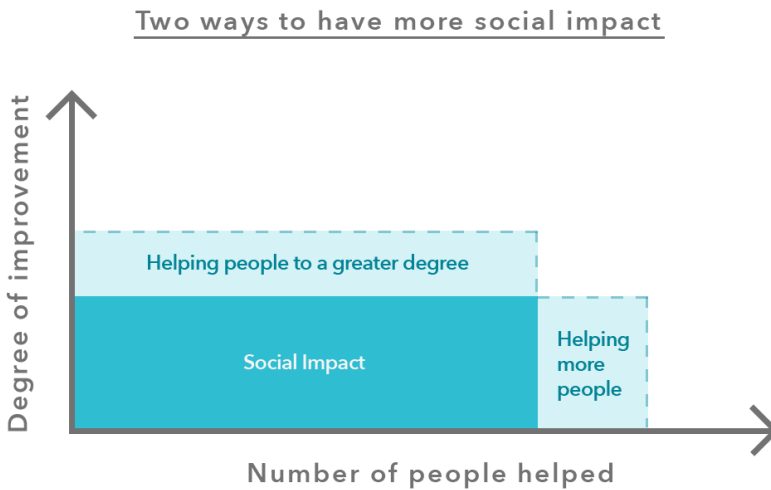 Two ways to have more social impact
Degree of improvement
Helping people to a greater degree
Social Impact
Helping
more
people
Number of people helped